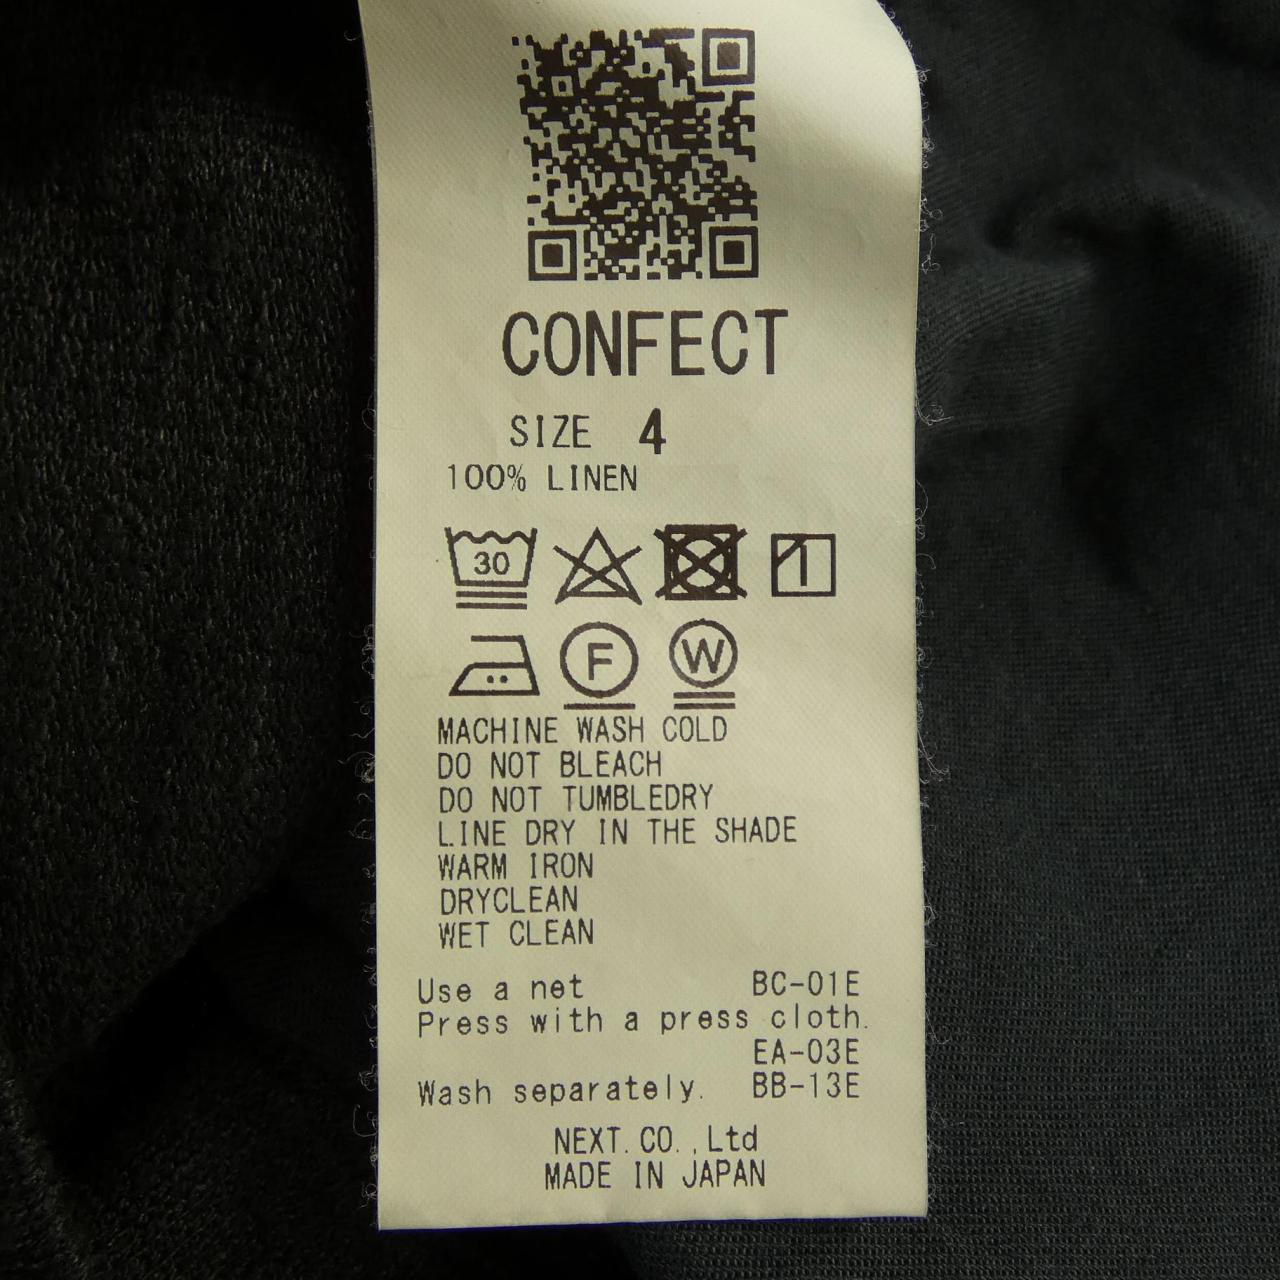 CONFECT
SIZE 4
100% LINEN
30
F W
MACHINE WASH COLD
DO NOT BLEACH
DO NOT TUMBLEDRY
LINE DRY IN THE SHADE
WARM IRON
DRYCLEAN
WET CLEAN
Use a net BC-01E
Press with a press cloth.
EA-03E
Wash separately. BB-13E
NEXT.CO.,Ltd
MADE IN JAPAN